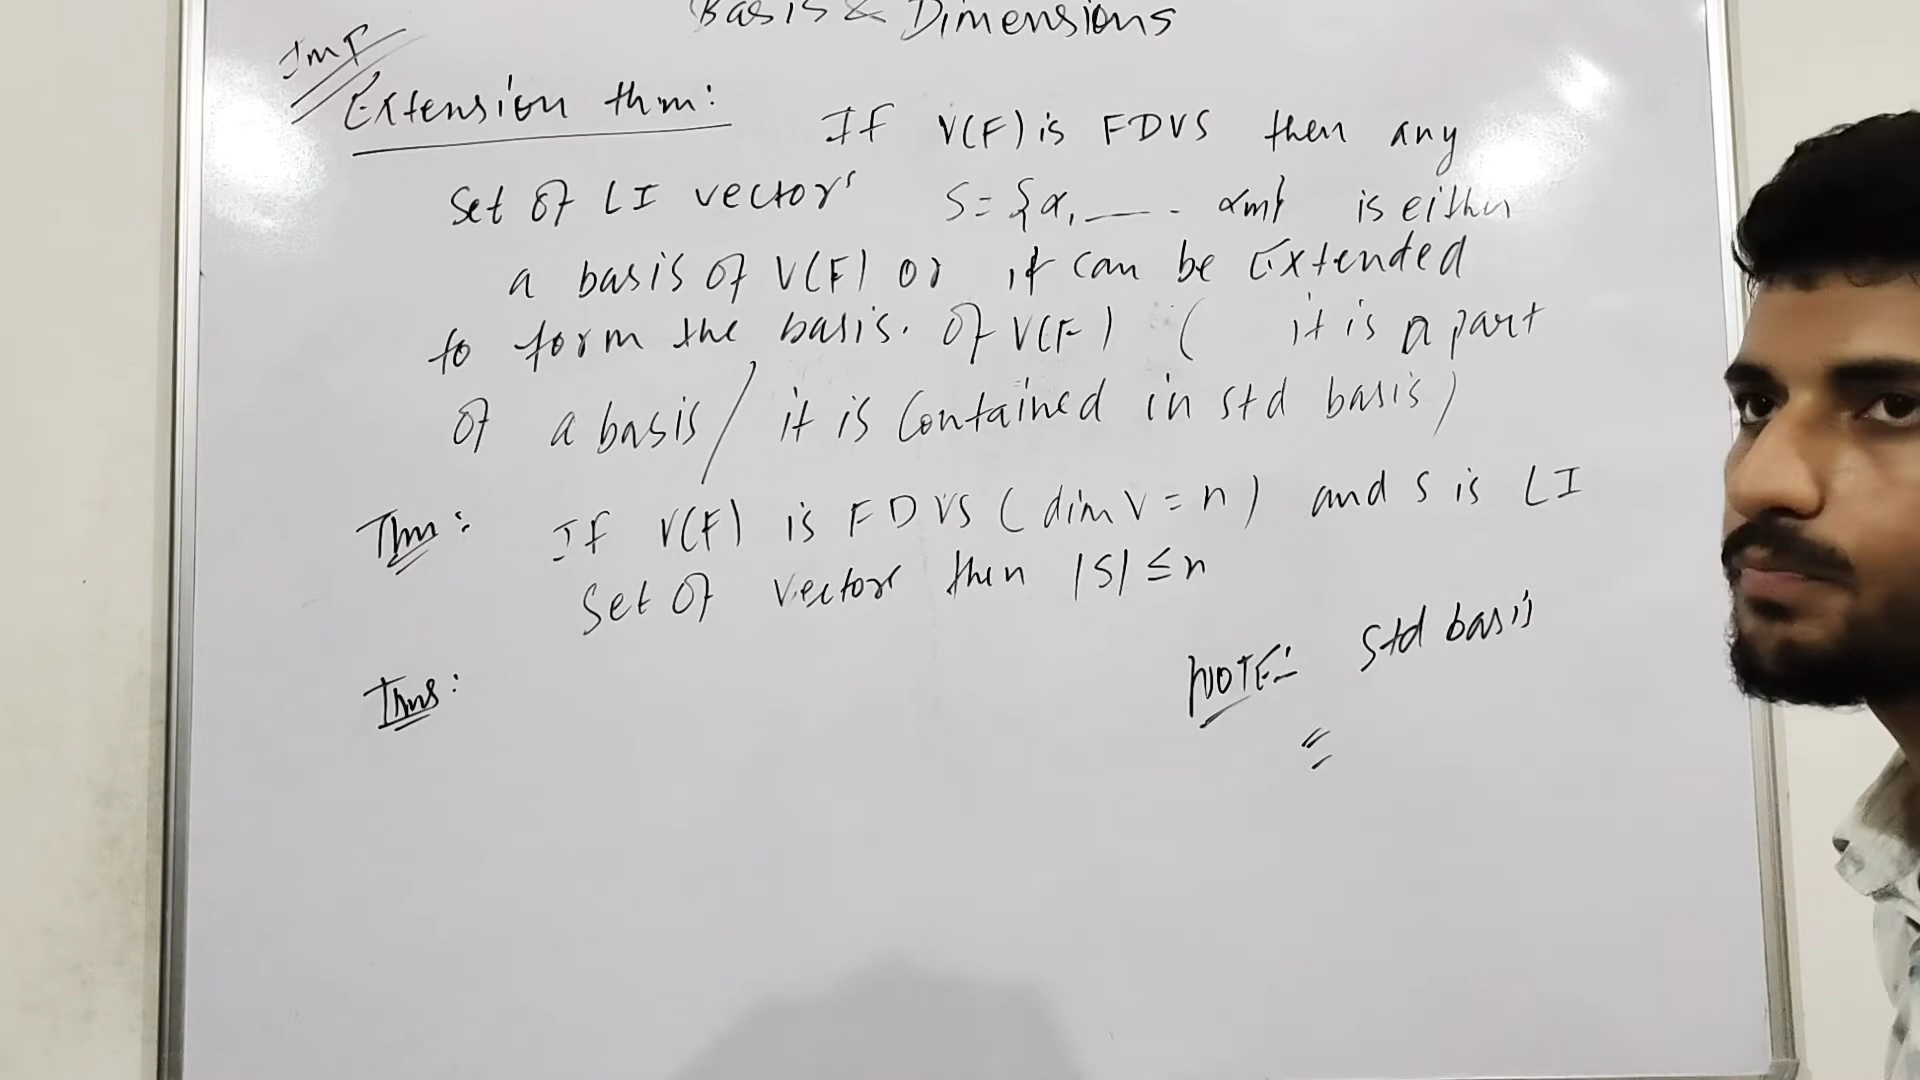 Basis & Dimensions
Imp
Extension thm: If V(F) is FDVS then any
set of LI vectors S = {α1, —— - αm} is either
a basis of V(F) or it can be Extended
to form the basis. of V(F) ( it is a part
of a basis / it is contained in std basis)
Thm: If V(F) is FDVS (dim V = n) and S is LI
set of vectors then |S| ≤ n
NOTE:- std basis
Thm: